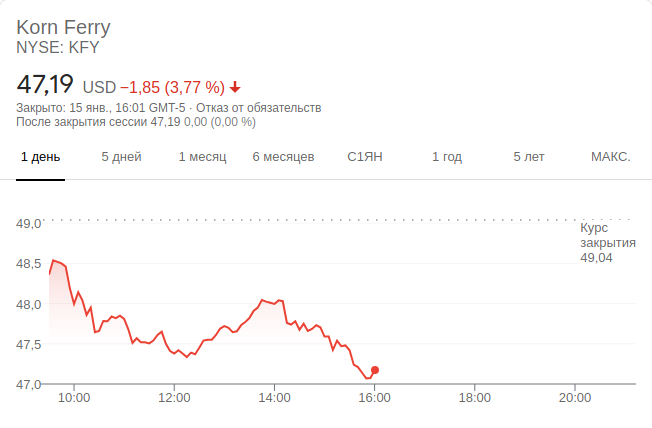 Korn Ferry
NYSE: KFY
47,19 USD −1,85 (3,77 %)
Закрыто: 15 янв., 16:01 GMT-5 · Отказ от обязательств
После закрытия сессии 47,19 0,00 (0,00 %)
1 день 5 дней 1 месяц 6 месяцев С1ЯН 1 год 5 лет МАКС.
49,0
Курс
закрытия
49,04
48,5
48,0
47,5
47,0
10:00 12:00 14:00 16:00 18:00 20:00